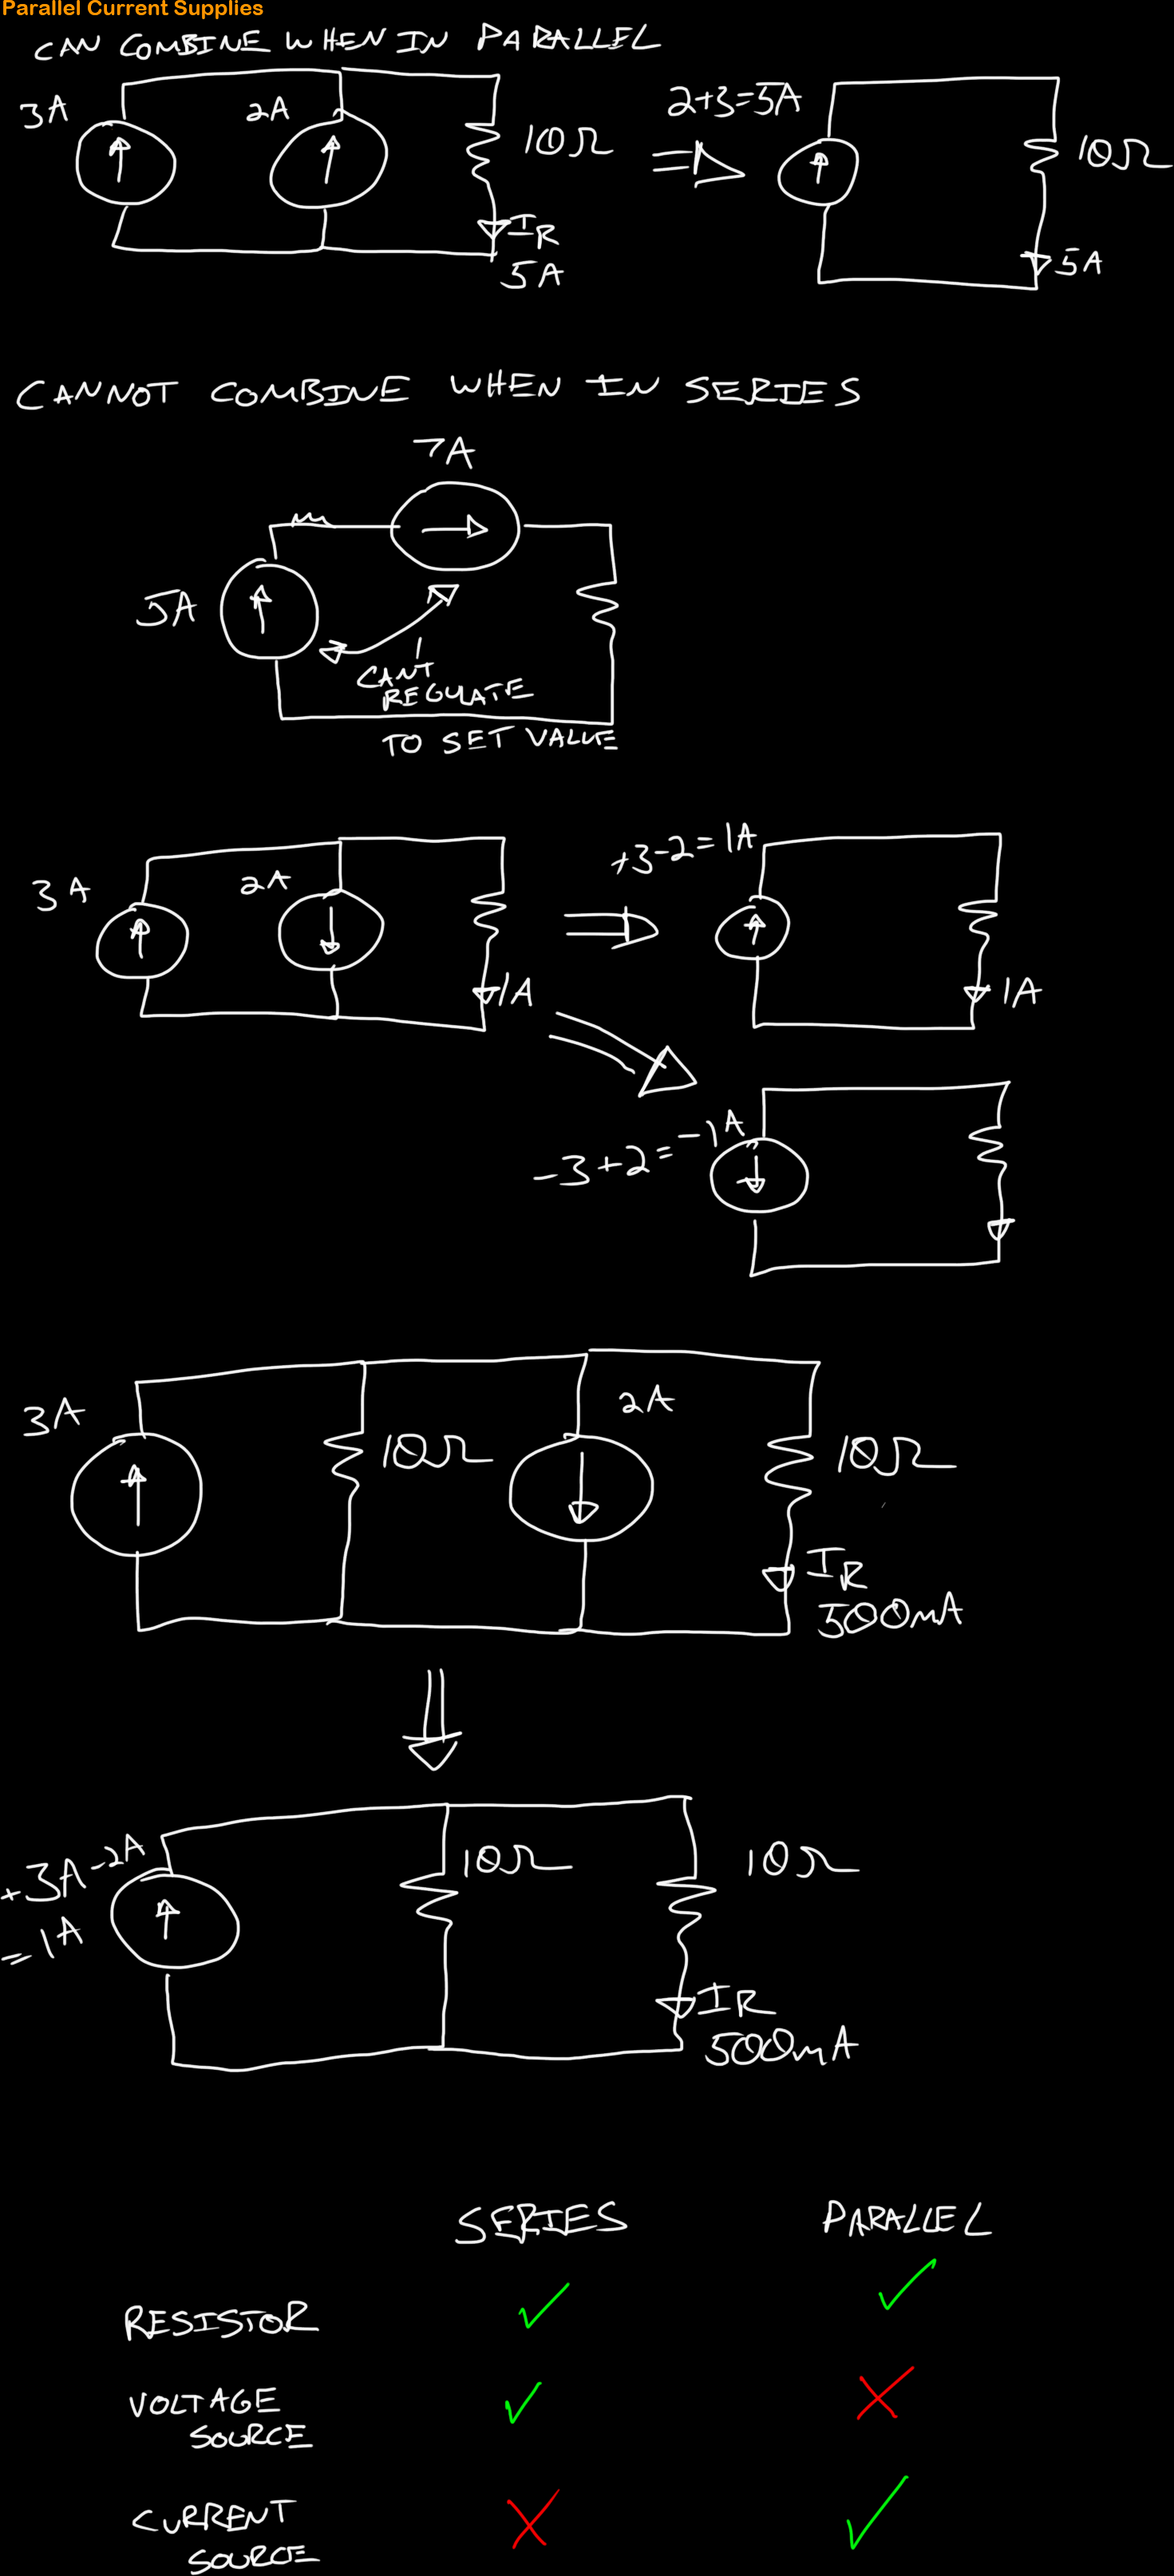 Parallel Current Supplies
CAN COMBINE WHEN IN PARALLEL
3A
2A
10Ω
IR
5A
2+3=5A
10Ω
5A
CANNOT COMBINE WHEN IN SERIES
7A
5A
CAN'T
REGULATE
TO SET VALUE
3A
2A
1A
+3-2=1A
1A
-3+2=-1A
3A
10Ω
2A
10Ω
IR
500mA
+3A-2A
=1A
10Ω
10Ω
IR
500mA
SERIES PARALLEL
RESISTOR ✓ ✓
VOLTAGE
SOURCE ✓ X
CURRENT
SOURCE X ✓